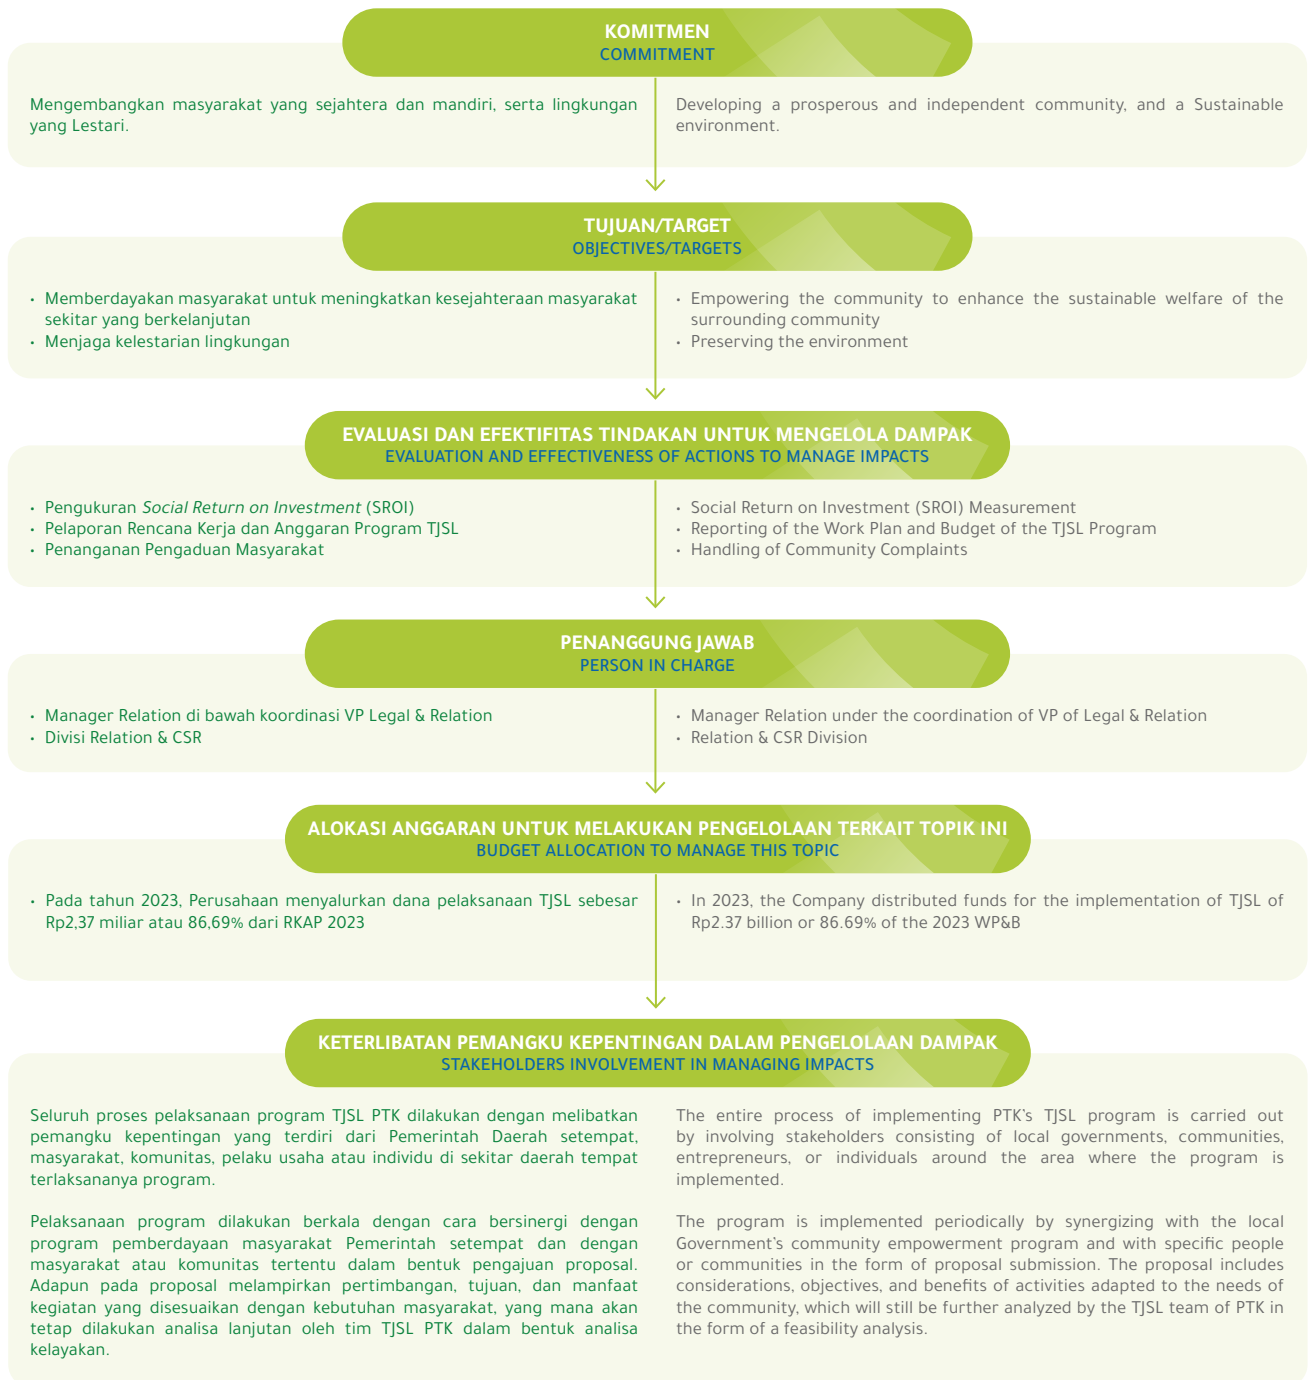 KOMITMEN
COMMITMENT
Mengembangkan masyarakat yang sejahtera dan mandiri, serta lingkungan
yang Lestari.
Developing a prosperous and independent community, and a Sustainable
environment.
TUJUAN/TARGET
OBJECTIVES/TARGETS
• Memberdayakan masyarakat untuk meningkatkan kesejahteraan masyarakat
sekitar yang berkelanjutan
• Menjaga kelestarian lingkungan
• Empowering the community to enhance the sustainable welfare of the
surrounding community
• Preserving the environment
EVALUASI DAN EFEKTIFITAS TINDAKAN UNTUK MENGELOLA DAMPAK
EVALUATION AND EFFECTIVENESS OF ACTIONS TO MANAGE IMPACTS
• Pengukuran Social Return on Investment (SROI)
• Pelaporan Rencana Kerja dan Anggaran Program TJSL
• Penanganan Pengaduan Masyarakat
• Social Return on Investment (SROI) Measurement
• Reporting of the Work Plan and Budget of the TJSL Program
• Handling of Community Complaints
PENANGGUNG JAWAB
PERSON IN CHARGE
• Manager Relation di bawah koordinasi VP Legal & Relation
• Divisi Relation & CSR
• Manager Relation under the coordination of VP of Legal & Relation
• Relation & CSR Division
ALOKASI ANGGARAN UNTUK MELAKUKAN PENGELOLAAN TERKAIT TOPIK INI
BUDGET ALLOCATION TO MANAGE THIS TOPIC
• Pada tahun 2023, Perusahaan menyalurkan dana pelaksanaan TJSL sebesar
Rp2,37 miliar atau 86,69% dari RKAP 2023
• In 2023, the Company distributed funds for the implementation of TJSL of
Rp2.37 billion or 86.69% of the 2023 WP&B
KETERLIBATAN PEMANGKU KEPENTINGAN DALAM PENGELOLAAN DAMPAK
STAKEHOLDERS INVOLVEMENT IN MANAGING IMPACTS
Seluruh proses pelaksanaan program TJSL PTK dilakukan dengan melibatkan
pemangku kepentingan yang terdiri dari Pemerintah Daerah setempat,
masyarakat, komunitas, pelaku usaha atau individu di sekitar daerah tempat
terlaksananya program.
Pelaksanaan program dilakukan berkala dengan cara bersinergi dengan
program pemberdayaan masyarakat Pemerintah setempat dan dengan
masyarakat atau komunitas tertentu dalam bentuk pengajuan proposal.
Adapun pada proposal melampirkan pertimbangan, tujuan, dan manfaat
kegiatan yang disesuaikan dengan kebutuhan masyarakat, yang mana akan
tetap dilakukan analisa lanjutan oleh tim TJSL PTK dalam bentuk analisa
kelayakan.
The entire process of implementing PTK's TJSL program is carried out
by involving stakeholders consisting of local governments, communities,
entrepreneurs, or individuals around the area where the program is
implemented.
The program is implemented periodically by synergizing with the local
Government's community empowerment program and with specific people
or communities in the form of proposal submission. The proposal includes
considerations, objectives, and benefits of activities adapted to the needs of
the community, which will still be further analyzed by the TJSL team of PTK in
the form of a feasibility analysis.